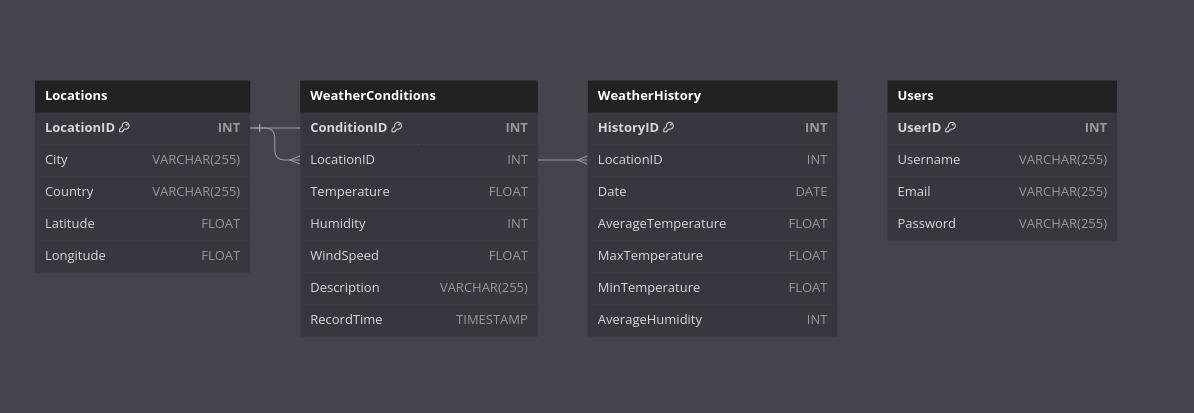 Locations
LocationID INT
City VARCHAR(255)
Country VARCHAR(255)
Latitude FLOAT
Longitude FLOAT
WeatherConditions
ConditionID INT
LocationID INT
Temperature FLOAT
Humidity INT
WindSpeed FLOAT
Description VARCHAR(255)
RecordTime TIMESTAMP
WeatherHistory
HistoryID INT
LocationID INT
Date DATE
AverageTemperature FLOAT
MaxTemperature FLOAT
MinTemperature FLOAT
AverageHumidity INT
Users
UserID INT
Username VARCHAR(255)
Email VARCHAR(255)
Password VARCHAR(255)